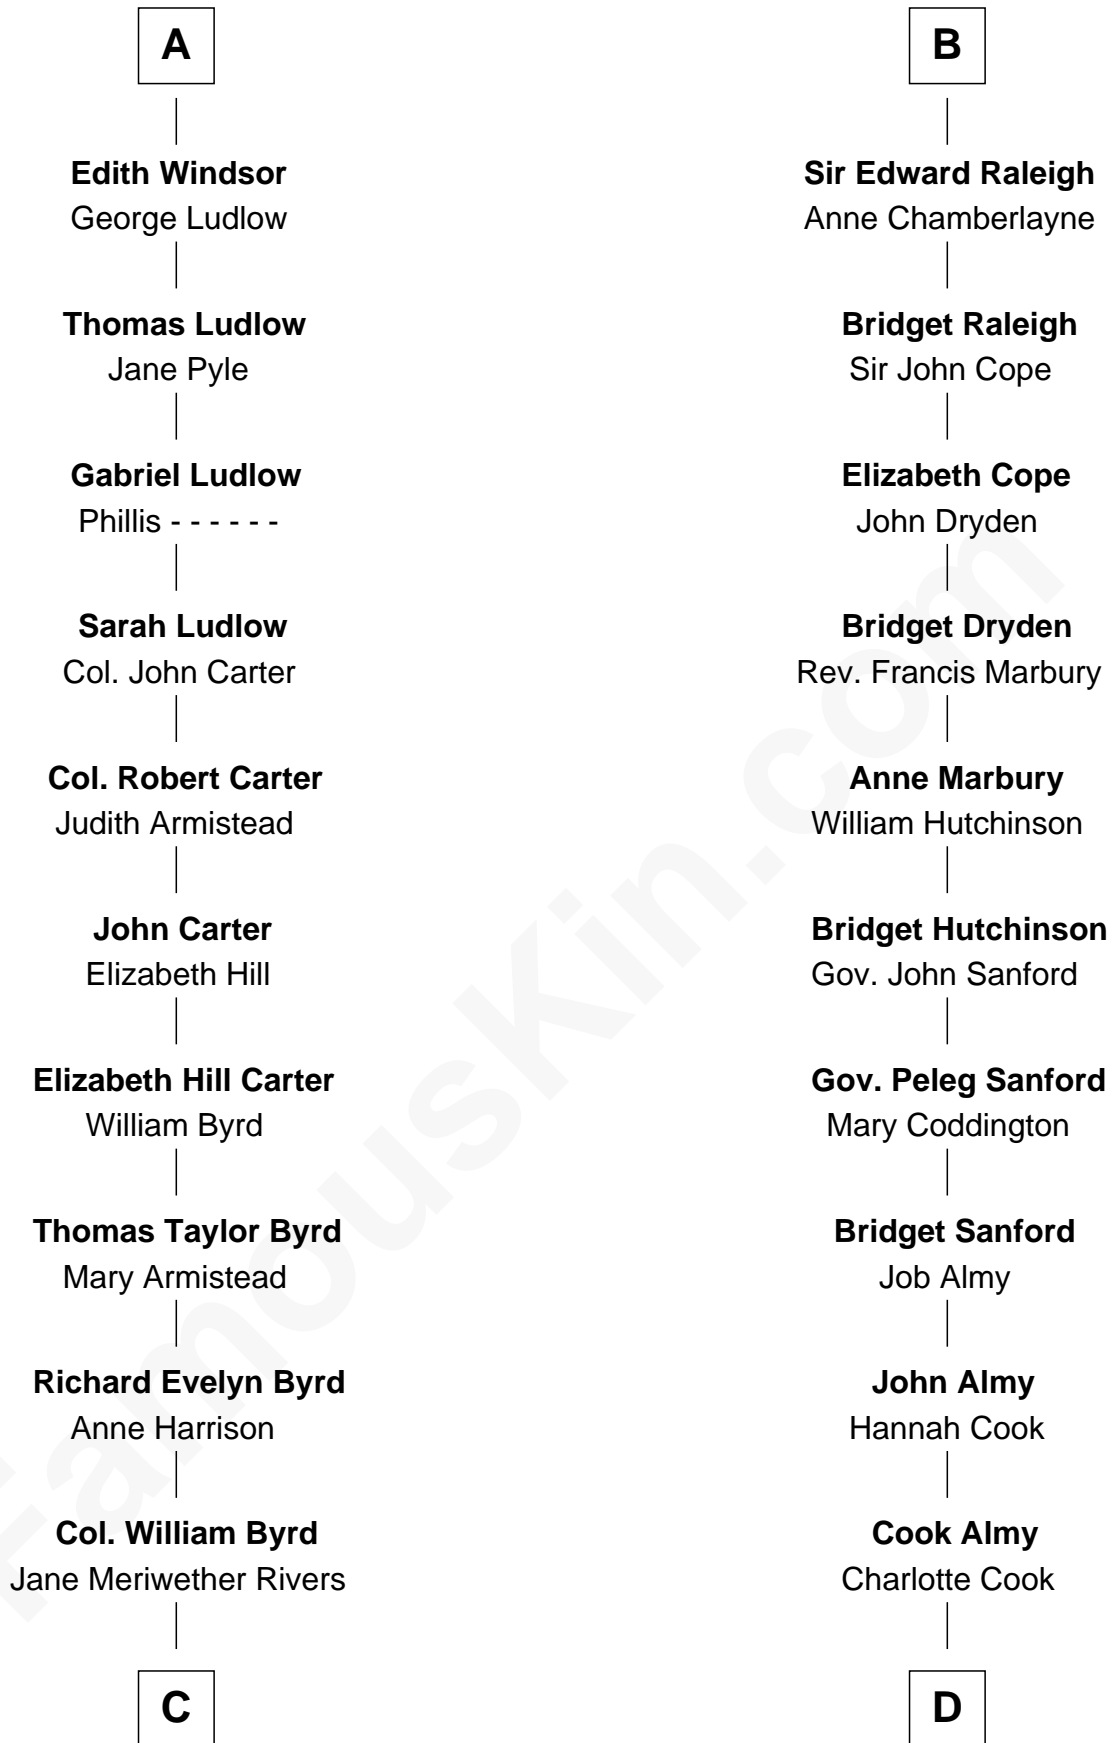 A
Edith Windsor
George Ludlow
Thomas Ludlow
Jane Pyle
Gabriel Ludlow
Phillis - - - - - -
Sarah Ludlow
Col. John Carter
Col. Robert Carter
Judith Armistead
John Carter
Elizabeth Hill
Elizabeth Hill Carter
William Byrd
Thomas Taylor Byrd
Mary Armistead
Richard Evelyn Byrd
Anne Harrison
Col. William Byrd
Jane Meriwether Rivers
C
B
Sir Edward Raleigh
Anne Chamberlayne
Bridget Raleigh
Sir John Cope
Elizabeth Cope
John Dryden
Bridget Dryden
Rev. Francis Marbury
Anne Marbury
William Hutchinson
Bridget Hutchinson
Gov. John Sanford
Gov. Peleg Sanford
Mary Coddington
Bridget Sanford
Job Almy
John Almy
Hannah Cook
Cook Almy
Charlotte Cook
D
FamousKin.com